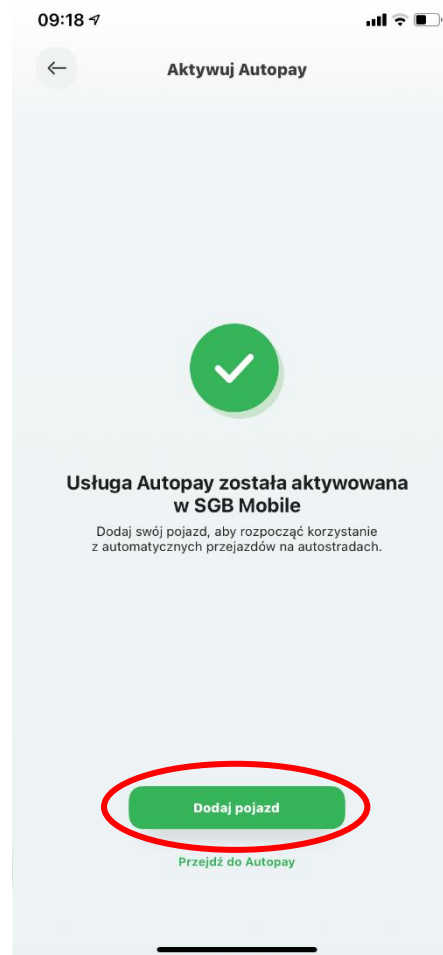 09:18
Aktywuj Autopay
Usługa Autopay została aktywowana
w SGB Mobile
Dodaj swój pojazd, aby rozpocząć korzystanie
z automatycznych przejazdów na autostradach.
Dodaj pojazd
Przejdź do Autopay